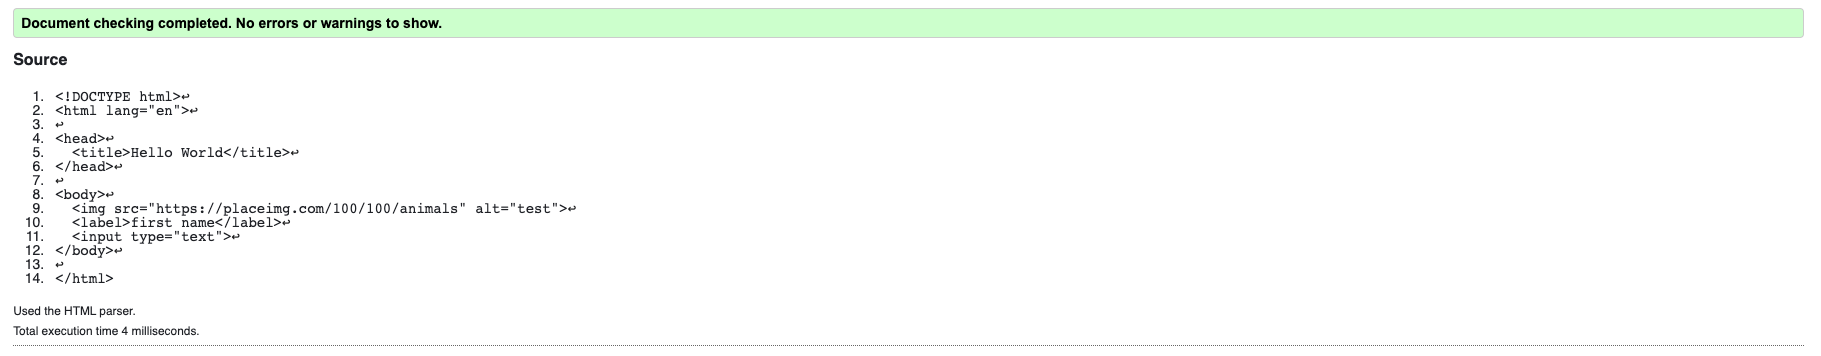 Document checking completed. No errors or warnings to show.
Source
1. <!DOCTYPE html>↩
2. <html lang="en">↩
3. ↩
4. <head>↩
5.   <title>Hello World</title>↩
6. </head>↩
7. ↩
8. <body>↩
9.   <img src="https://placeimg.com/100/100/animals" alt="test">↩
10.   <label>first name</label>↩
11.   <input type="text">↩
12. </body>↩
13. ↩
14. </html>
Used the HTML parser.
Total execution time 4 milliseconds.